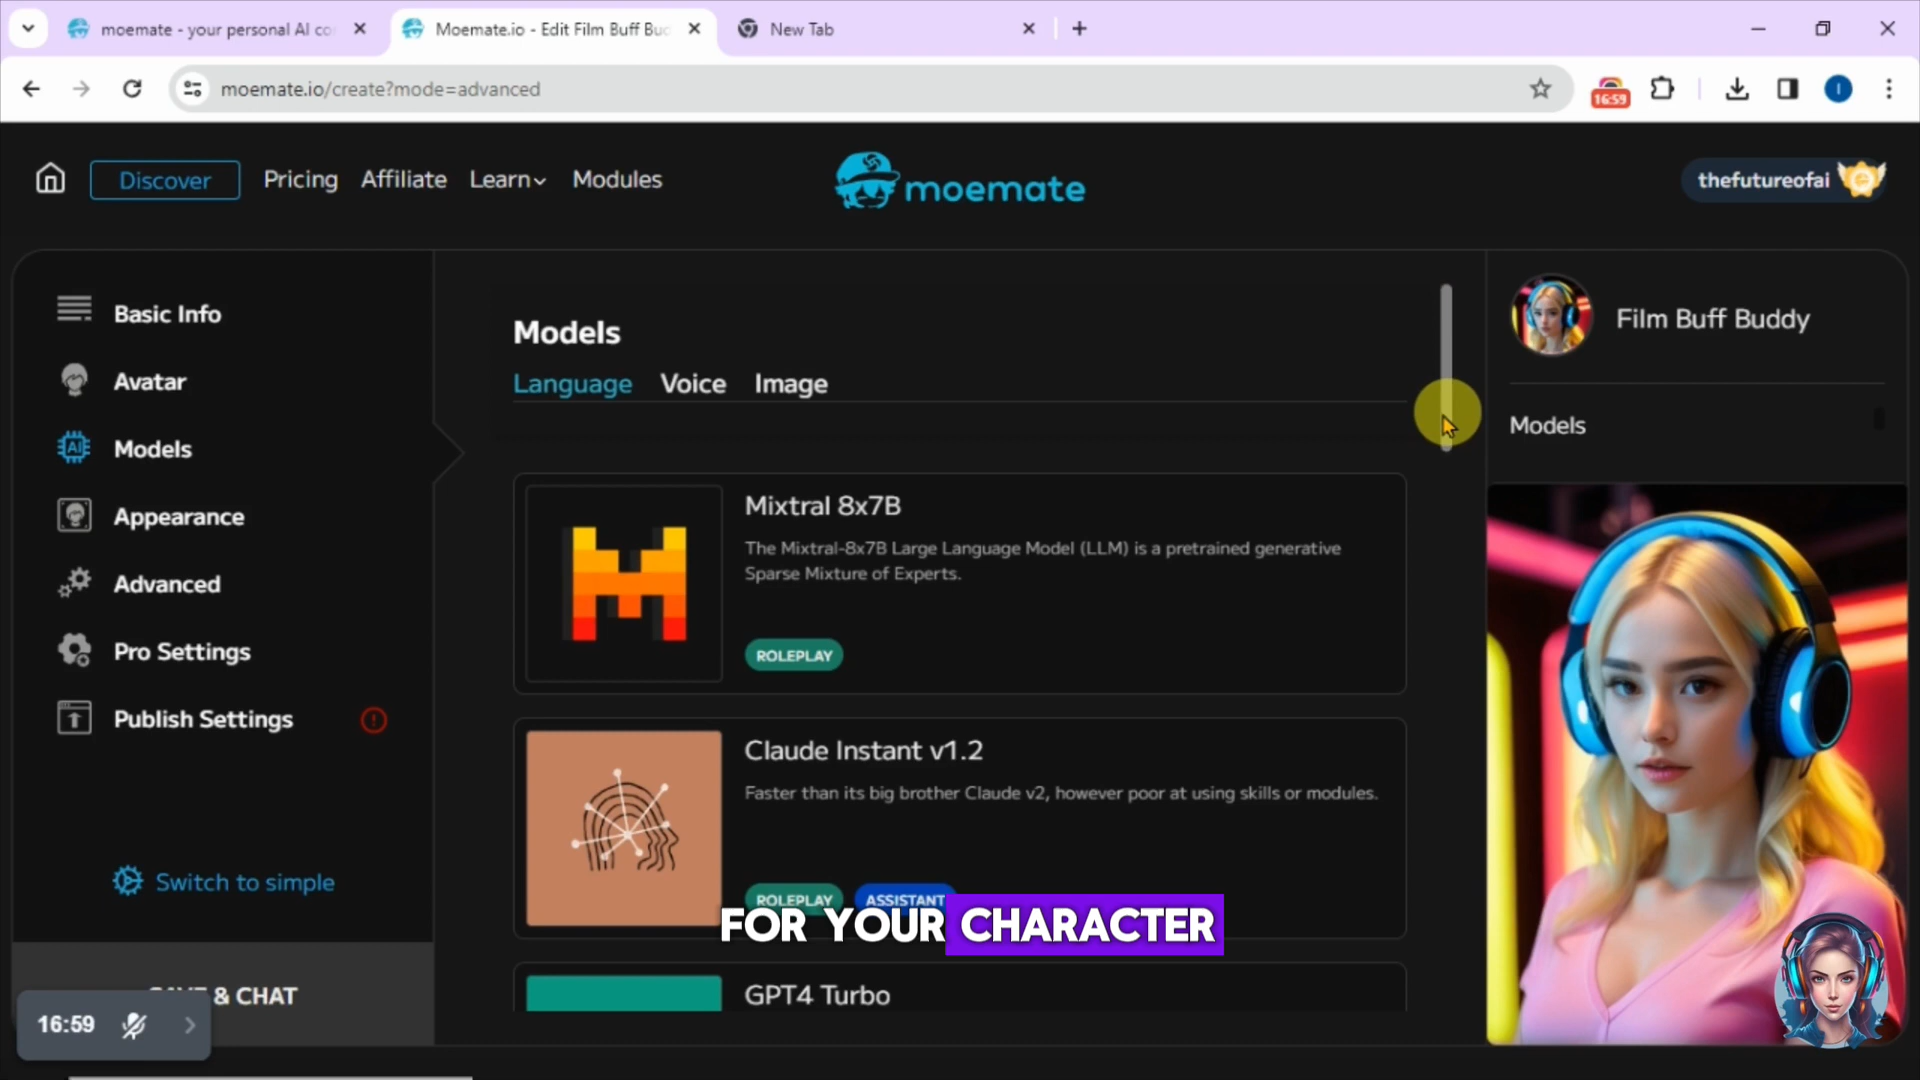 moemate - your personal AI co
Moemate.io - Edit Film Buff Buc
New Tab
moemate.io/create?mode=advanced
16:59
Discover
Pricing
Affiliate
Learn
Modules
moemate
thefutureofai
Basic Info
Avatar
AI
Models
Appearance
Advanced
Pro Settings
Publish Settings
Switch to simple
& CHAT
16:59
Models
Language
Voice
Image
Mixtral 8x7B
The Mixtral-8x7B Large Language Model (LLM) is a pretrained generative
Sparse Mixture of Experts.
ROLEPLAY
Claude Instant v1.2
Faster than its big brother Claude v2, however poor at using skills or modules.
ROLEPLAY
ASSISTANT
FOR YOUR CHARACTER
GPT4 Turbo
Film Buff Buddy
Models